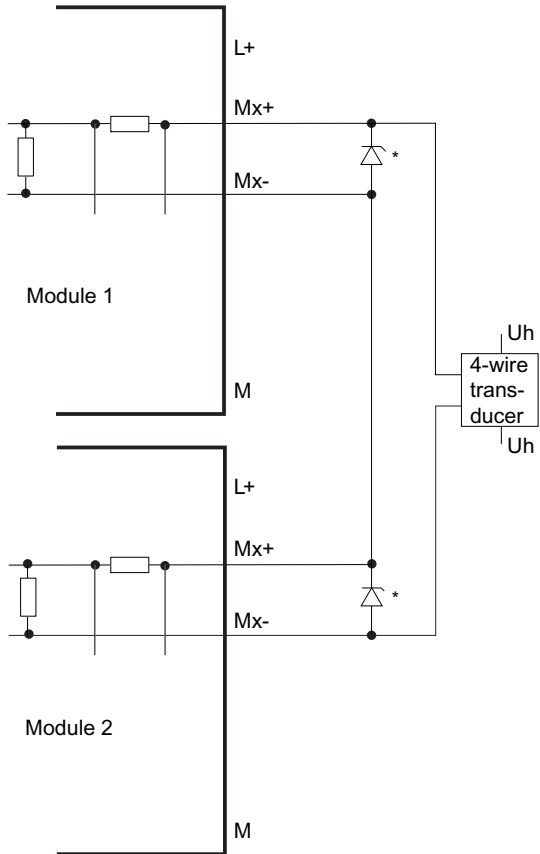 L+
Mx+
*
Mx-
Module 1
M
Uh
4-wire
trans-
ducer
Uh
L+
Mx+
*
Mx-
Module 2
M